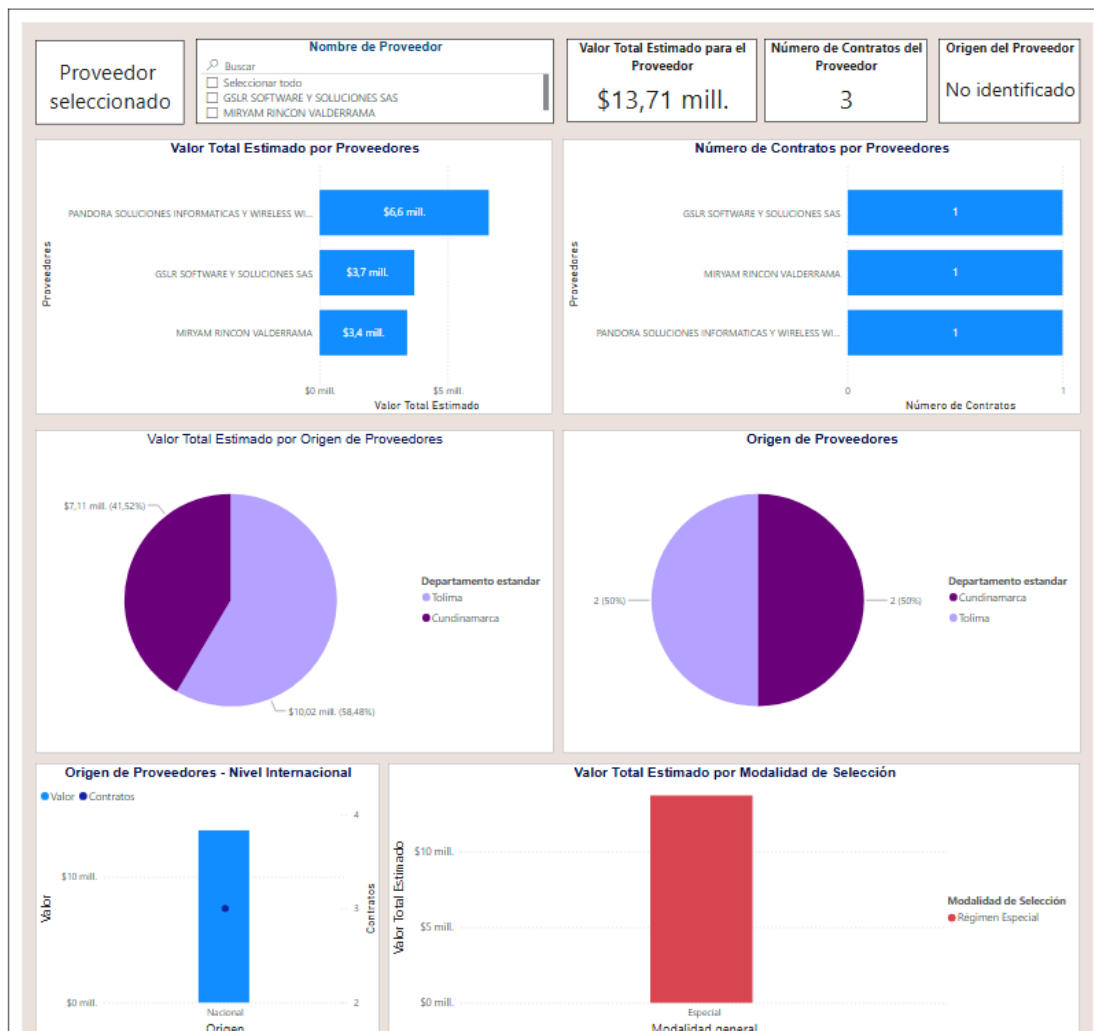 Proveedor
seleccionado
Nombre de Proveedor
Buscar
Seleccionar todo
GSLR SOFTWARE Y SOLUCIONES SAS
MIRYAM RINCON VALDERRAMA
Valor Total Estimado para el
Proveedor
$13,71 mill.
Número de Contratos del
Proveedor
3
Origen del Proveedor
No identificado
Valor Total Estimado por Proveedores
Proveedores
PANDORA SOLUCIONES INFORMATICAS Y WIRELESS WI...
$6,6 mill.
GSLR SOFTWARE Y SOLUCIONES SAS
$3,7 mill.
MIRYAM RINCON VALDERRAMA
$3,4 mill.
$0 mill.
$5 mill.
Valor Total Estimado
Número de Contratos por Proveedores
Proveedores
GSLR SOFTWARE Y SOLUCIONES SAS
1
MIRYAM RINCON VALDERRAMA
1
PANDORA SOLUCIONES INFORMATICAS Y WIRELESS WI...
1
0
1
Número de Contratos
Valor Total Estimado por Origen de Proveedores
$7,11 mill. (41,52%)
$10,02 mill. (58,48%)
Departamento estandar
Tolima
Cundinamarca
Origen de Proveedores
2 (50%)
2 (50%)
Departamento estandar
Cundinamarca
Tolima
Origen de Proveedores - Nivel Internacional
Valor Contratos
Valor
$10 mill.
$0 mill.
4
3
2
Contratos
Nacional
Origen
Valor Total Estimado por Modalidad de Selección
Valor Total Estimado
$10 mill.
$5 mill.
$0 mill.
Especial
Modalidad general
Modalidad de Selección
Régimen Especial